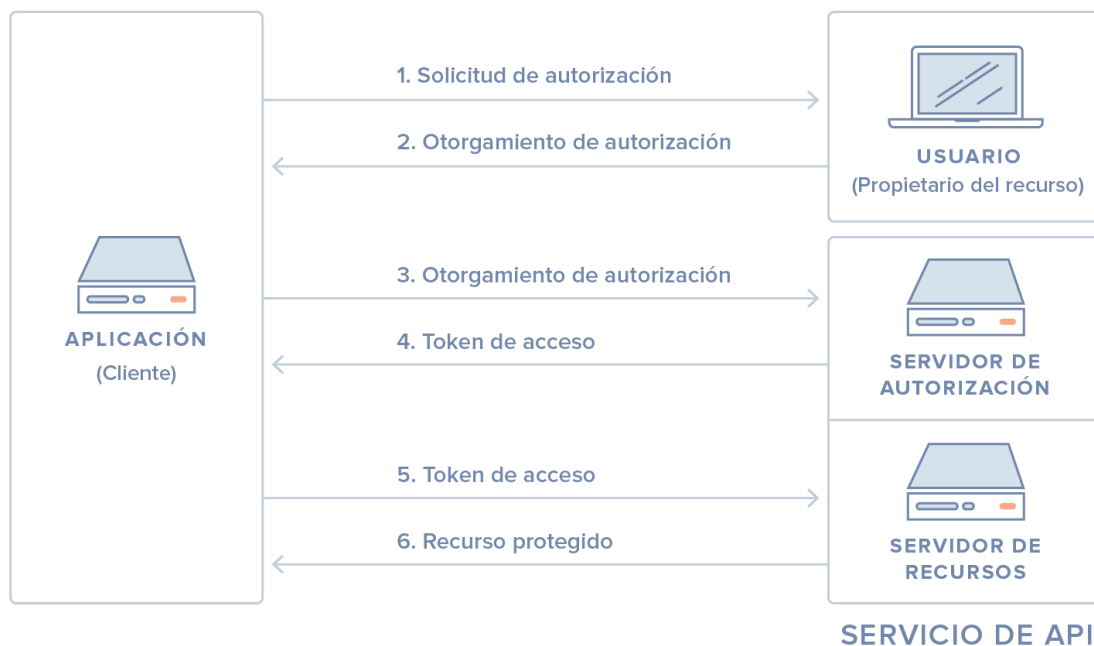 1. Solicitud de autorización
2. Otorgamiento de autorización
USUARIO
(Propietario del recurso)
3. Otorgamiento de autorización
4. Token de acceso
APLICACIÓN
(Cliente)
SERVIDOR DE
AUTORIZACIÓN
5. Token de acceso
6. Recurso protegido
SERVIDOR DE
RECURSOS
SERVICIO DE API